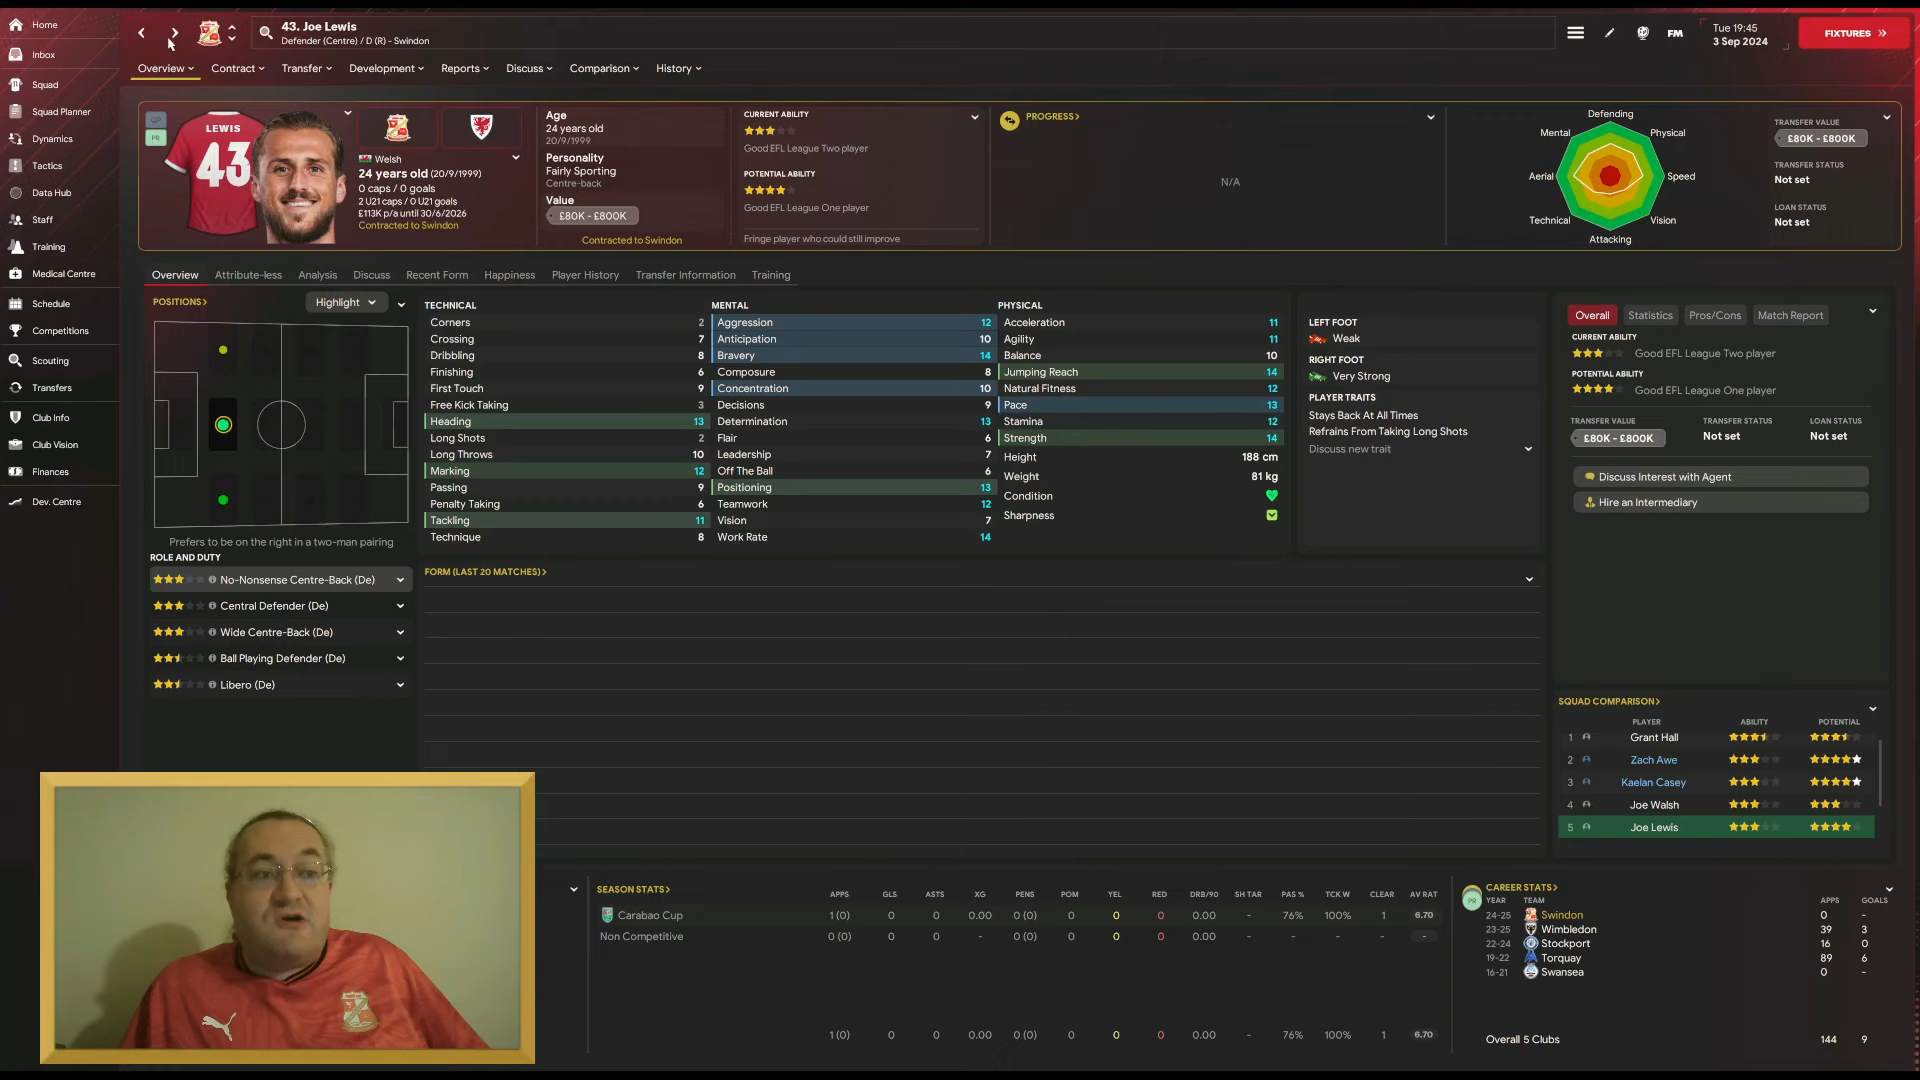 Home
Inbox
Squad
Squad Planner
Dynamics
Tactics
Data Hub
Staff
Training
Medical Centre
Schedule
Competitions
Scouting
Transfers
Club Info
Club Vision
Finances
Dev. Centre
43. Joe Lewis
Defender (Centre) / D (R) - Swindon
FM
Tue 19:45
3 Sep 2024
FIXTURES
Overview Contract Transfer Development Reports Discuss Comparison History
PR
LEWIS
43
Welsh
24 years old (20/9/1999)
0 caps / 0 goals
2 U21 caps / 0 U21 goals
£113K p/a until 30/6/2026
Contracted to Swindon
Age
24 years old
20/9/1999
Personality
Fairly Sporting
Centre-back
Value
£80K - £800K
Contracted to Swindon
CURRENT ABILITY
Good EFL League Two player
POTENTIAL ABILITY
Good EFL League One player
Fringe player who could still improve
PROGRESS>
N/A
Defending
Mental Physical
Aerial Speed
Technical Vision
Attacking
TRANSFER VALUE
£80K - £800K
TRANSFER STATUS
Not set
LOAN STATUS
Not set
Overview Attribute-less Analysis Discuss Recent Form Happiness Player History Transfer Information Training
POSITIONS>
Highlight
Prefers to be on the right in a two-man pairing
ROLE AND DUTY
No-Nonsense Centre-Back (De)
Central Defender (De)
Wide Centre-Back (De)
Ball Playing Defender (De)
Libero (De)
TECHNICAL
Corners 2
Crossing 7
Dribbling 8
Finishing 6
First Touch 9
Free Kick Taking 3
Heading 13
Long Shots 2
Long Throws 10
Marking 12
Passing 9
Penalty Taking 6
Tackling 11
Technique 8
MENTAL
Aggression 12
Anticipation 10
Bravery 14
Composure 8
Concentration 10
Decisions 9
Determination 13
Flair 6
Leadership 7
Off The Ball 6
Positioning 13
Teamwork 12
Vision 7
Work Rate 14
PHYSICAL
Acceleration 11
Agility 11
Balance 10
Jumping Reach 14
Natural Fitness 12
Pace 13
Stamina 12
Strength 14
Height 188 cm
Weight 81 kg
Condition
Sharpness
LEFT FOOT
Weak
RIGHT FOOT
Very Strong
PLAYER TRAITS
Stays Back At All Times
Refrains From Taking Long Shots
Discuss new trait
Overall Statistics Pros/Cons Match Report
CURRENT ABILITY
Good EFL League Two player
POTENTIAL ABILITY
Good EFL League One player
TRANSFER VALUE TRANSFER STATUS LOAN STATUS
£80K - £800K Not set Not set
Discuss Interest with Agent
Hire an Intermediary
FORM (LAST 20 MATCHES)>
SQUAD COMPARISON>
PLAYER ABILITY POTENTIAL
1 Grant Hall
2 Zach Awe
3 Kaelan Casey
4 Joe Walsh
5 Joe Lewis
SEASON STATS> APPS GLS ASTS XG PENS POM YEL RED DRB/90 SH TAR PAS % TCK W CLEAR AV RAT
Carabao Cup 1 (0) 0 0 0.00 0 (0) 0 0 0 0.00 - 76% 100% 1 6.70
Non Competitive 0 (0) 0 0 - 0 (0) 0 0 0 0.00 - - - - -
1 (0) 0 0 0.00 0 (0) 0 0 0 0.00 - 76% 100% 1 6.70
PR
CAREER STATS>
YEAR TEAM APPS GOALS
24-25 Swindon 0 -
23-25 Wimbledon 39 3
22-24 Stockport 16 0
19-22 Torquay 89 6
16-21 Swansea 0 -
Overall 5 Clubs 144 9